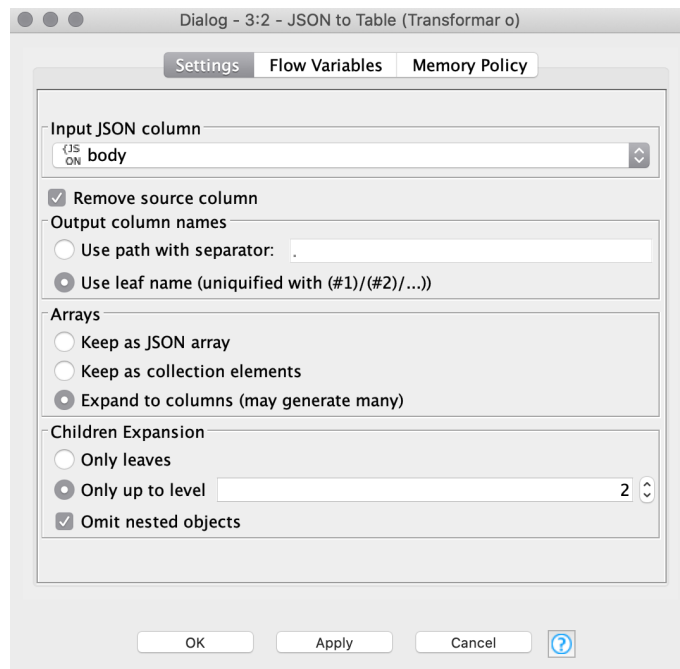 Dialog - 3:2 - JSON to Table (Transformar o)
Settings Flow Variables Memory Policy
Input JSON column
{JS
ON body
Remove source column
Output column names
Use path with separator: .
Use leaf name (uniquified with (#1)/(#2)/...))
Arrays
Keep as JSON array
Keep as collection elements
Expand to columns (may generate many)
Children Expansion
Only leaves
Only up to level 2
Omit nested objects
OK Apply Cancel ?